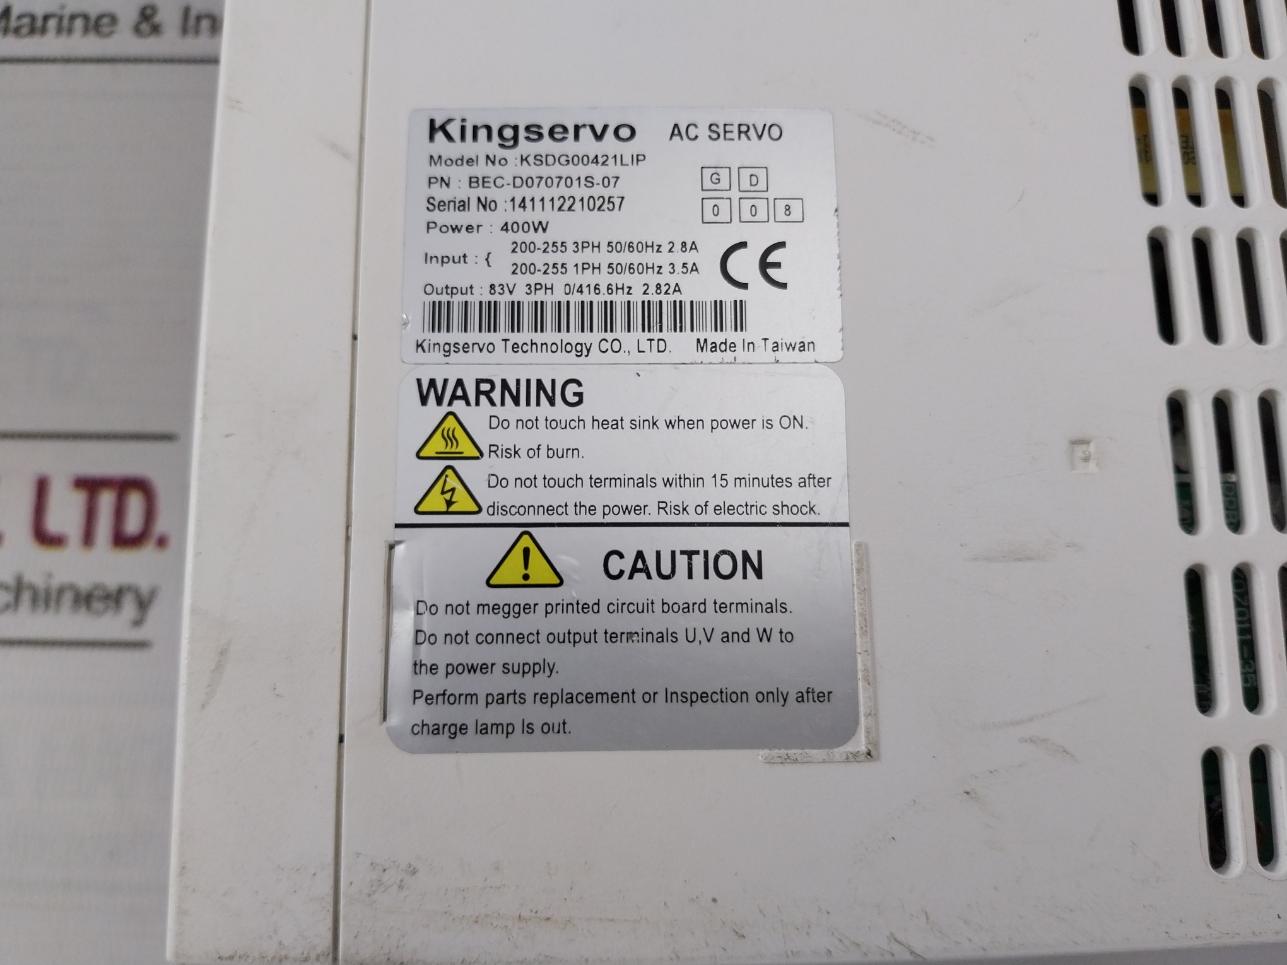 Marine & In
LTD.
chinery
Kingservo AC SERVO
Model No :KSDG00421LIP
PN : BEC-D070701S-07
G D
Serial No :141112210257
0 0 8
Power : 400W
Input : { 200-255 3PH 50/60Hz 2.8A
200-255 1PH 50/60Hz 3.5A
CE
Output : 83V 3PH 0/416.6Hz 2.82A
Kingservo Technology CO., LTD. Made In Taiwan
WARNING
Do not touch heat sink when power is ON.
Risk of burn.
Do not touch terminals within 15 minutes after
disconnect the power. Risk of electric shock.
CAUTION
Do not megger printed circuit board terminals.
Do not connect output terminals U,V and W to
the power supply.
Perform parts replacement or Inspection only after
charge lamp Is out.